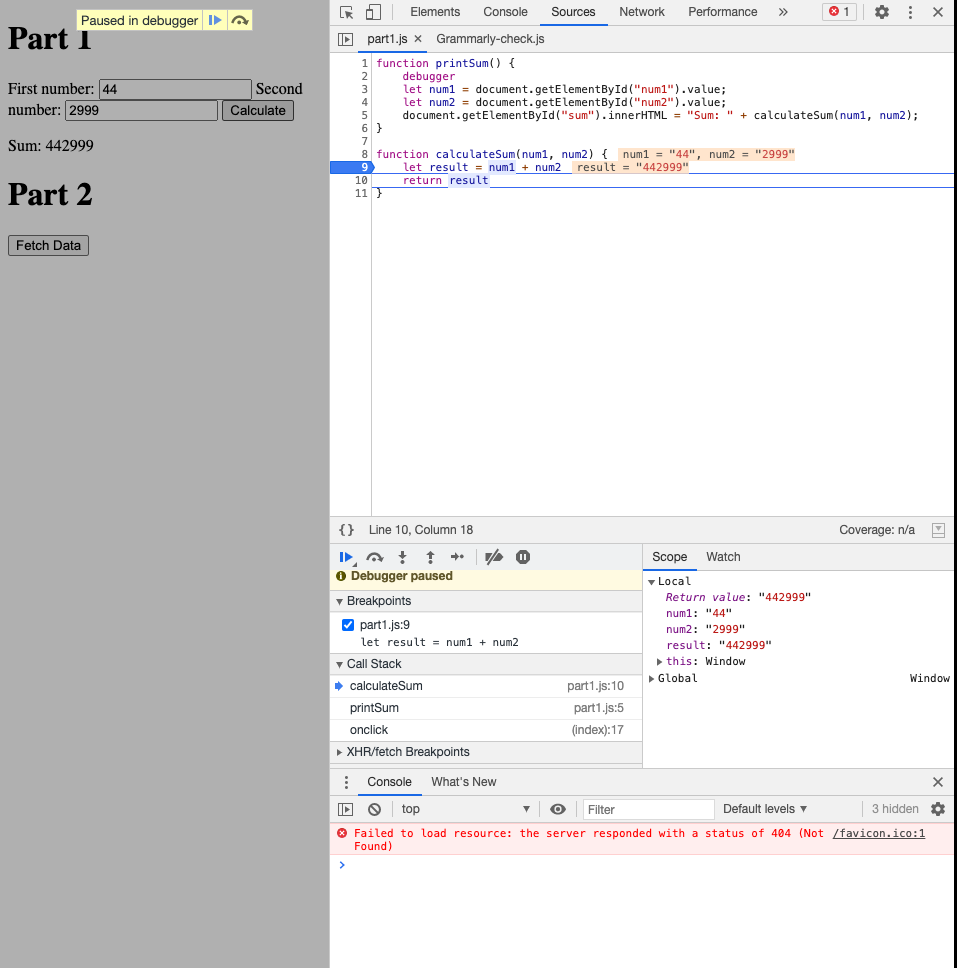 Paused in debugger
Part 1
First number: 44 Second
number: 2999 Calculate
Sum: 442999
Part 2
Fetch Data
Elements Console Sources Network Performance » 1
part1.js × Grammarly-check.js
1 function printSum() {
2 debugger
3 let num1 = document.getElementById("num1").value;
4 let num2 = document.getElementById("num2").value;
5 document.getElementById("sum").innerHTML = "Sum: " + calculateSum(num1, num2);
6 }
7
8 function calculateSum(num1, num2) { num1 = "44", num2 = "2999"
9 let result = num1 + num2 result = "442999"
10 return result
11 }
{} Line 10, Column 18 Coverage: n/a
Debugger paused
Breakpoints
part1.js:9
let result = num1 + num2
Call Stack
calculateSum part1.js:10
printSum part1.js:5
onclick (index):17
XHR/fetch Breakpoints
Scope Watch
Local
Return value: "442999"
num1: "44"
num2: "2999"
result: "442999"
this: Window
Global Window
Console What's New
top Filter Default levels 3 hidden
Failed to load resource: the server responded with a status of 404 (Not /favicon.ico:1
Found)